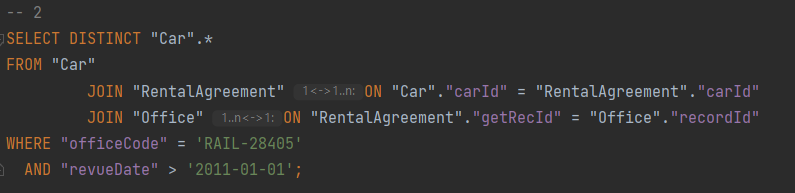 -- 2
SELECT DISTINCT "Car".*
FROM "Car"
JOIN "RentalAgreement" 1<->1..n: ON "Car"."carId" = "RentalAgreement"."carId"
JOIN "Office" 1..n<->1: ON "RentalAgreement"."getRecId" = "Office"."recordId"
WHERE "officeCode" = 'RAIL-28405'
AND "revueDate" > '2011-01-01';